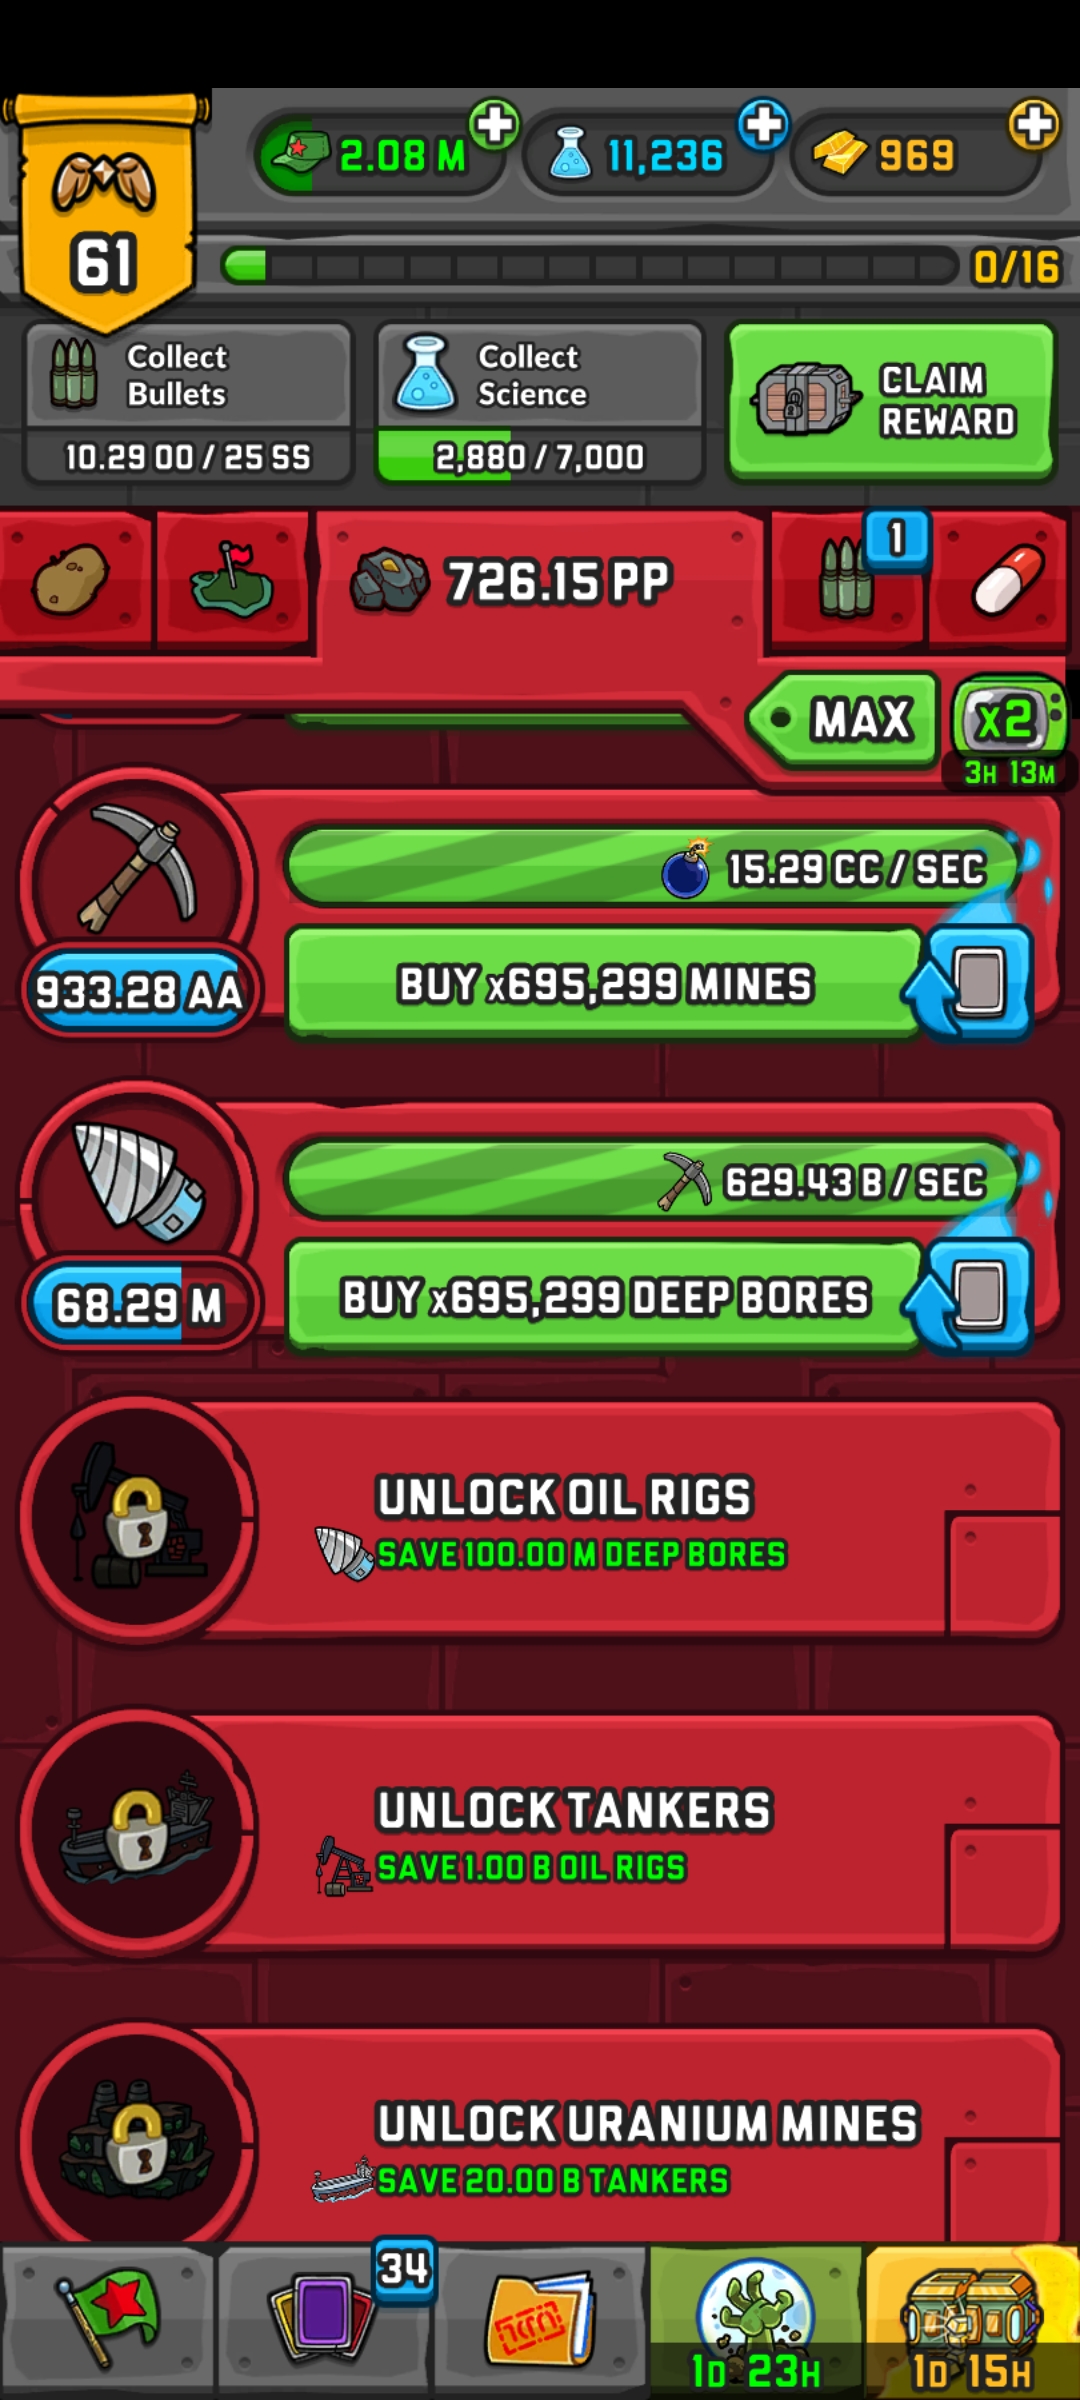 61
2.08 M
11,236
969
0/16
Collect
Bullets
10.29 OO / 25 SS
Collect
Science
2,880 / 7,000
CLAIM
REWARD
726.15 PP
1
MAX
x2
3H 13M
15.29 CC / SEC
933.28 AA
BUY x695,299 MINES
629.43 B / SEC
68.29 M
BUY x695,299 DEEP BORES
UNLOCK OIL RIGS
SAVE 100.00 M DEEP BORES
UNLOCK TANKERS
SAVE 1.00 B OIL RIGS
UNLOCK URANIUM MINES
SAVE 20.00 B TANKERS
34
1D 23H
1D 15H